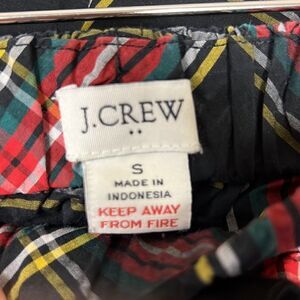 J.CREW
S
MADE IN
INDONESIA
KEEP AWAY
FROM FIRE